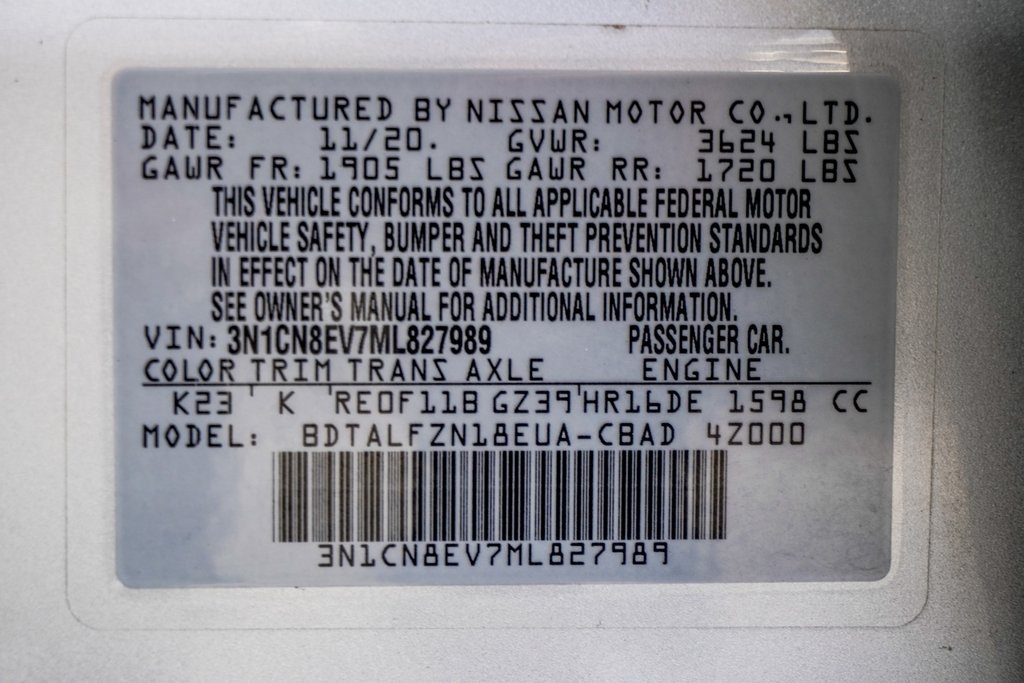 MANUFACTURED BY NISSAN MOTOR CO., LTD.
DATE: 11/20. GVWR: 3624 LBS
GAWR FR: 1905 LBS GAWR RR: 1720 LBS
THIS VEHICLE CONFORMS TO ALL APPLICABLE FEDERAL MOTOR
VEHICLE SAFETY, BUMPER AND THEFT PREVENTION STANDARDS
IN EFFECT ON THE DATE OF MANUFACTURE SHOWN ABOVE.
SEE OWNER'S MANUAL FOR ADDITIONAL INFORMATION.
VIN: 3N1CN8EV7ML827989 PASSENGER CAR.
COLOR TRIM TRANS AXLE ENGINE
K23 K RE0F11B GZ39 HR16DE 1598 CC
MODEL: BDTALFZN18EUA-CBAD 4Z000
3N1CN8EV7ML827989